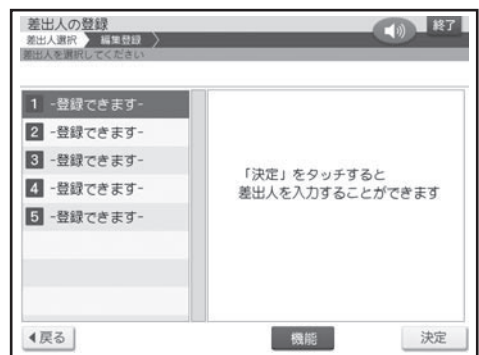 差出人の登録
終了
差出人選択 編集登録
差出人を選択してください
1 -登録できます-
2 -登録できます-
3 -登録できます-
4 -登録できます-
5 -登録できます-
「決定」をタッチすると
差出人を入力することができます
戻る
機能
決定